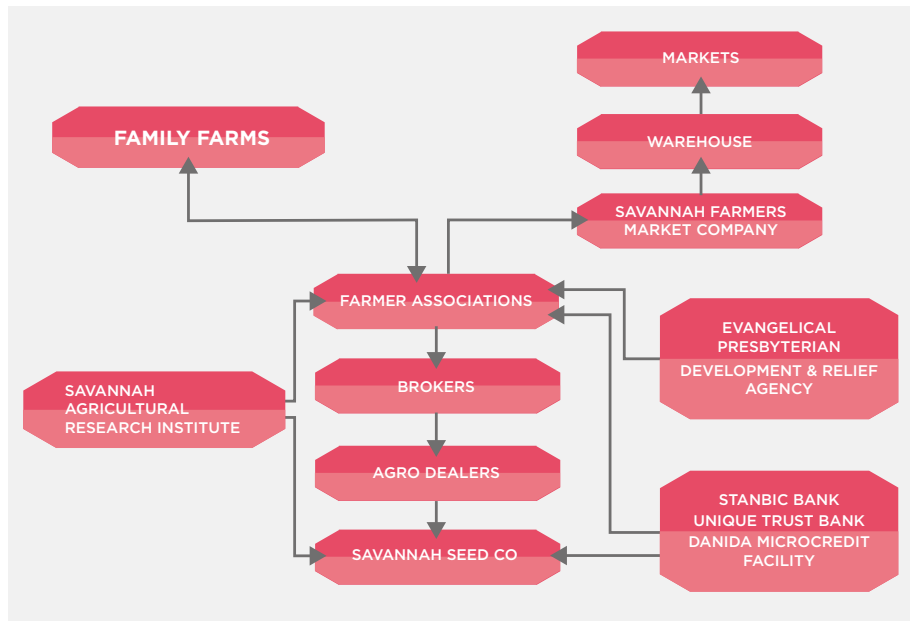 MARKETS
FAMILY FARMS
WAREHOUSE
SAVANNAH FARMERS
MARKET COMPANY
FARMER ASSOCIATIONS
EVANGELICAL
PRESBYTERIAN
DEVELOPMENT & RELIEF
AGENCY
BROKERS
SAVANNAH
AGRICULTURAL
RESEARCH INSTITUTE
AGRO DEALERS
STANBIC BANK
UNIQUE TRUST BANK
DANIDA MICROCREDIT
FACILITY
SAVANNAH SEED CO